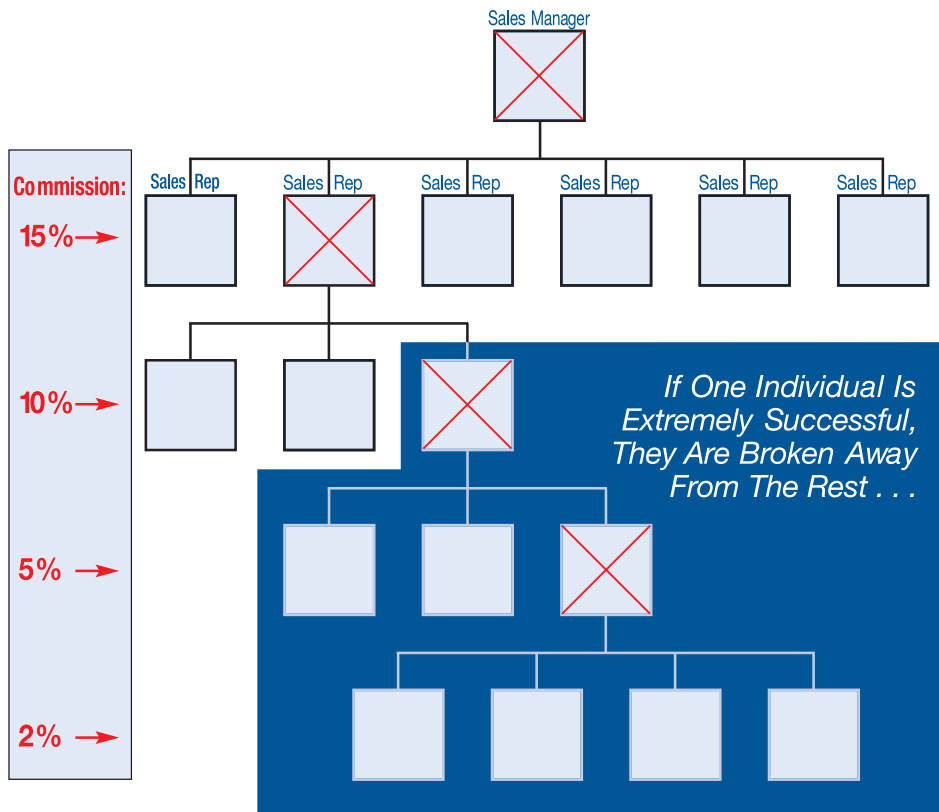 Sales Manager
Commission:
Sales Rep
Sales Rep
Sales Rep
Sales Rep
Sales Rep
Sales Rep
15%
10%
If One Individual Is
Extremely Successful,
They Are Broken Away
From The Rest . . .
5%
2%